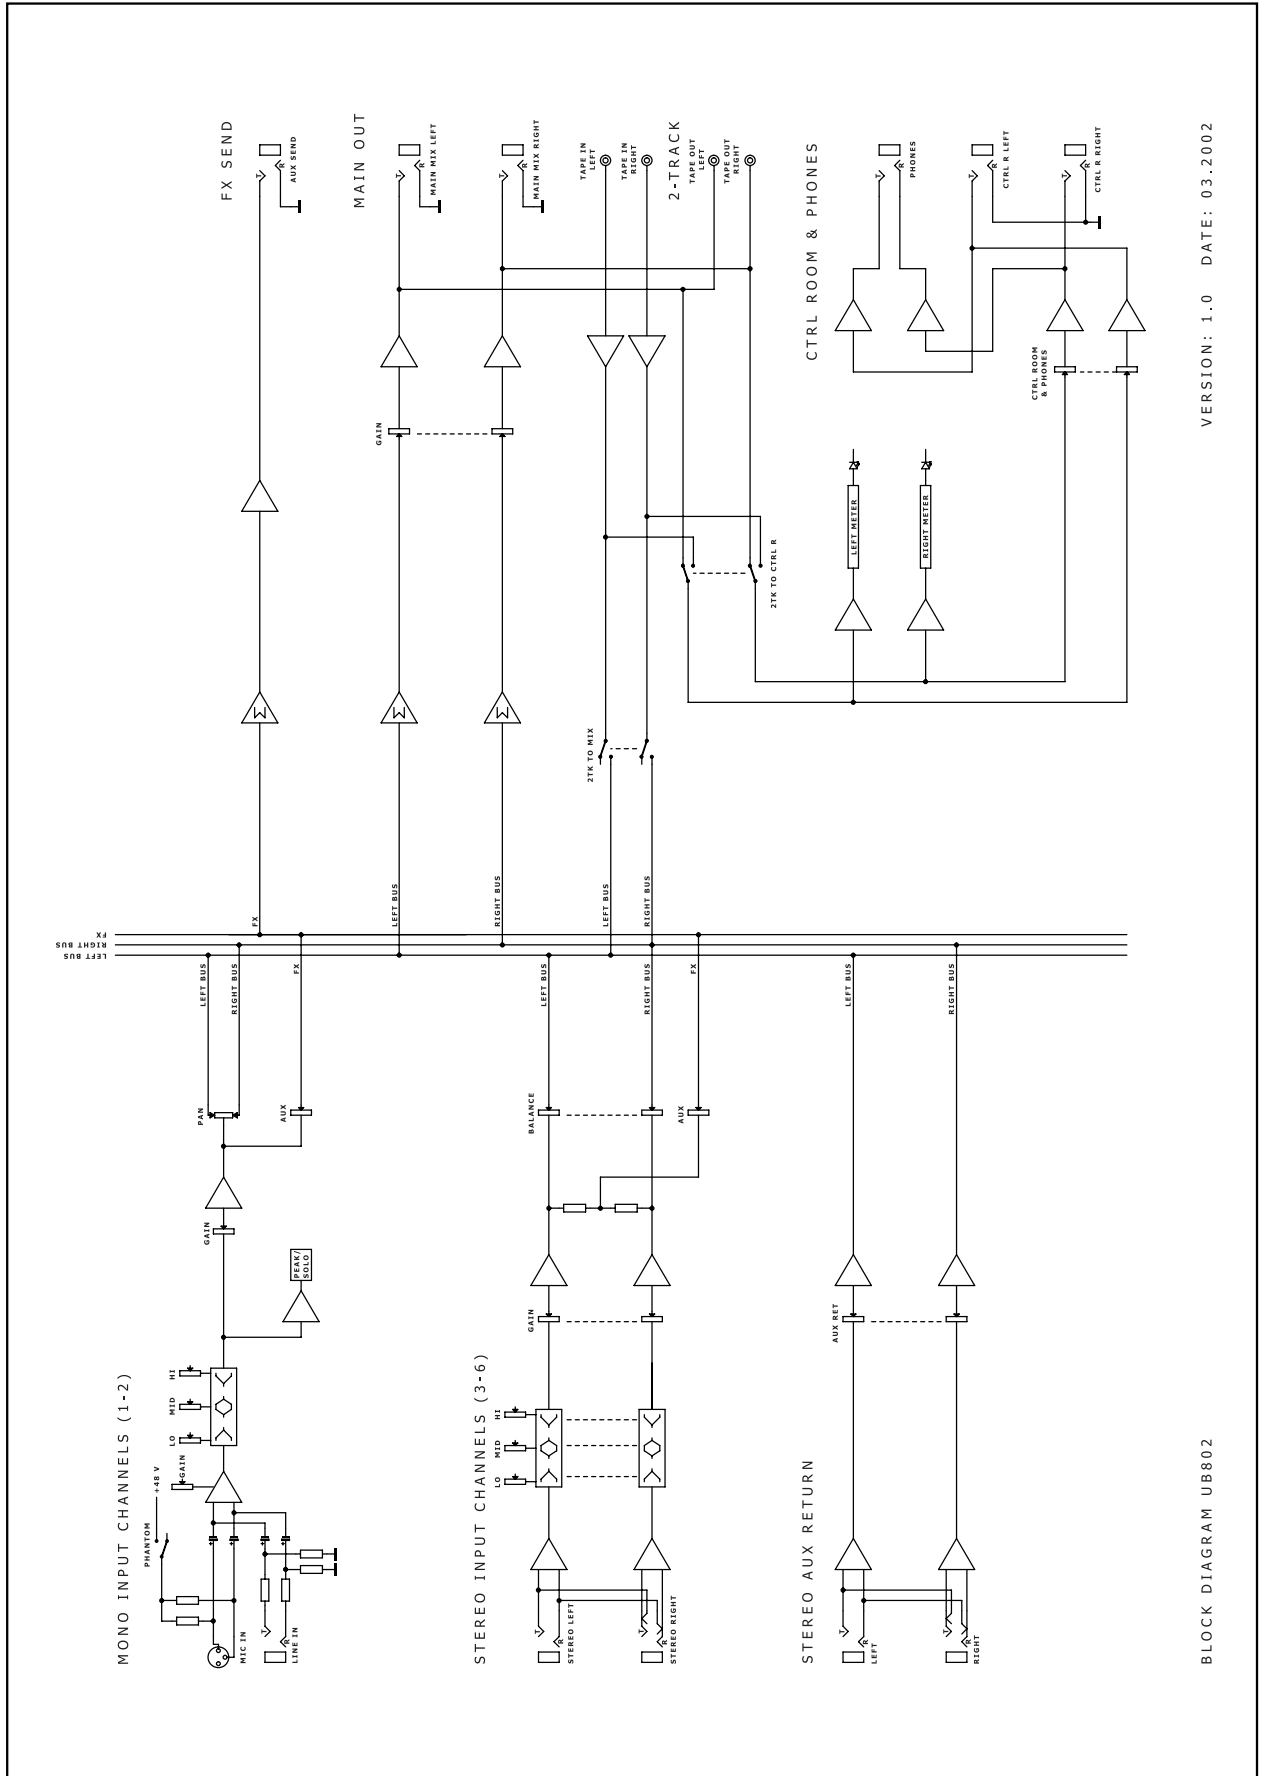 MONO INPUT CHANNELS (1-2)
PHANTOM
+48 V
GAIN
LO
MID
HI
MIC IN
T
R
LINE IN
PEAK/
SOLO
GAIN
PAN
AUX
LEFT BUS
RIGHT BUS
FX
LEFT BUS
RIGHT BUS
FX
FX
FX SEND
T
R
AUX SEND
LEFT BUS
RIGHT BUS
GAIN
MAIN OUT
T
R
MAIN MIX LEFT
T
R
MAIN MIX RIGHT
STEREO INPUT CHANNELS (3-6)
T
R
STEREO LEFT
T
R
STEREO RIGHT
LO
MID
HI
GAIN
BALANCE
AUX
LEFT BUS
RIGHT BUS
FX
LEFT BUS
RIGHT BUS
2TK TO MIX
2TK TO CTRL R
TAPE IN
LEFT
TAPE IN
RIGHT
2-TRACK
TAPE OUT
LEFT
TAPE OUT
RIGHT
STEREO AUX RETURN
T
R
LEFT
T
R
RIGHT
AUX RET
LEFT BUS
RIGHT BUS
LEFT METER
RIGHT METER
CTRL ROOM & PHONES
CTRL ROOM
& PHONES
T
R
PHONES
T
R
CTRL R LEFT
T
R
CTRL R RIGHT
BLOCK DIAGRAM UB802
VERSION: 1.0 DATE: 03.2002